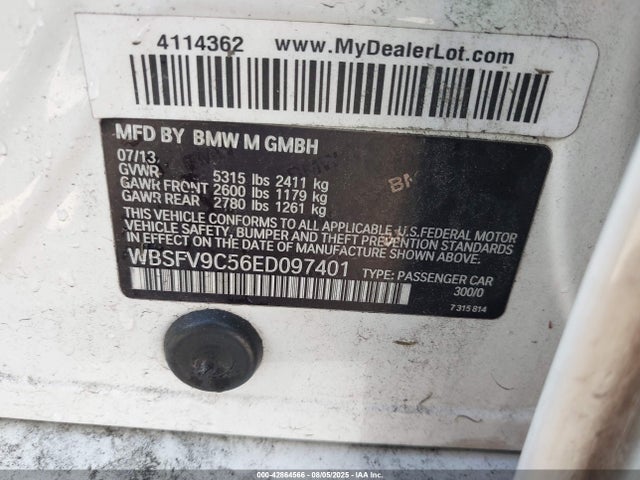 4114362 www.MyDealerLot.com
MFD BY BMW M GMBH
07/13
GVWR 5315 lbs 2411 kg
GAWR FRONT 2600 lbs 1179 kg
GAWR REAR 2780 lbs 1261 kg
THIS VEHICLE CONFORMS TO ALL APPLICABLE U.S. FEDERAL MOTOR
VEHICLE SAFETY, BUMPER AND THEFT PREVENTION STANDARDS
IN EFFECT ON THE DATE OF MANUFACTURE SHOWN ABOVE.
WBSFV9C56ED097401 TYPE: PASSENGER CAR
300/0
7 315 814
000-42864566 - 08/05/2025 - IAA Inc.